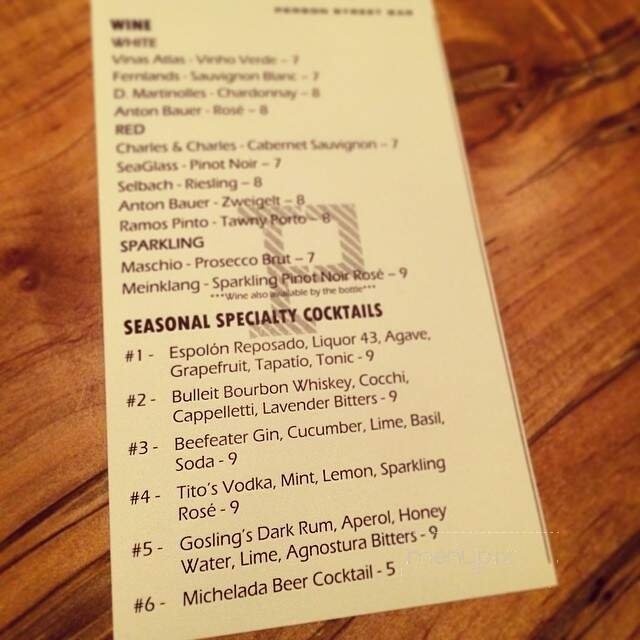 PERSON STREET BAR
WINE
WHITE
Vinas Atlas - Vinho Verde – 7
Fernlands - Sauvignon Blanc – 7
D. Martinolles - Chardonnay – 8
Anton Bauer - Rosé – 8
RED
Charles & Charles - Cabernet Sauvignon – 7
SeaGlass - Pinot Noir – 7
Selbach - Riesling – 8
Anton Bauer - Zweigelt – 8
Ramos Pinto - Tawny Porto – 8
SPARKLING
Maschio - Prosecco Brut – 7
Meinklang - Sparkling Pinot Noir Rosé – 9
***Wine also available by the bottle***
SEASONAL SPECIALTY COCKTAILS
#1 - Espolón Reposado, Liquor 43, Agave,
Grapefruit, Tapatio, Tonic - 9
#2 - Bulleit Bourbon Whiskey, Cocchi,
Cappelletti, Lavender Bitters - 9
#3 - Beefeater Gin, Cucumber, Lime, Basil,
Soda - 9
#4 - Tito's Vodka, Mint, Lemon, Sparkling
Rosé - 9
#5 - Gosling's Dark Rum, Aperol, Honey
Water, Lime, Agnostura Bitters - 9
#6 - Michelada Beer Cocktail - 5